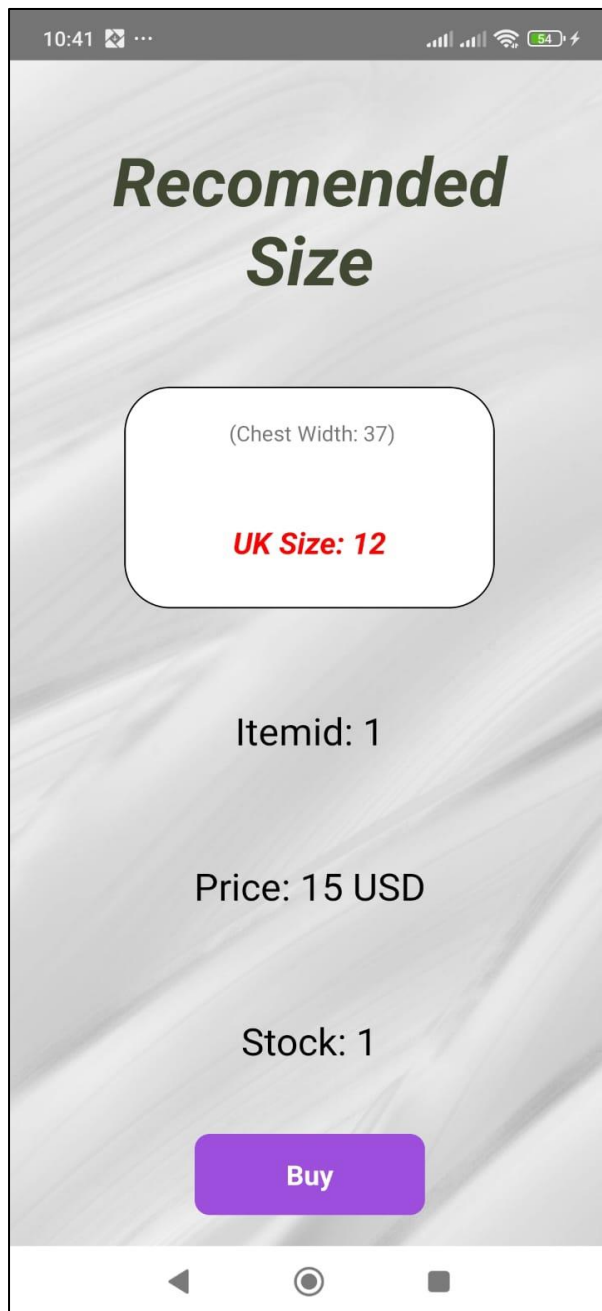 10:41 ...
54
Recomended
Size
(Chest Width: 37)
UK Size: 12
Itemid: 1
Price: 15 USD
Stock: 1
Buy